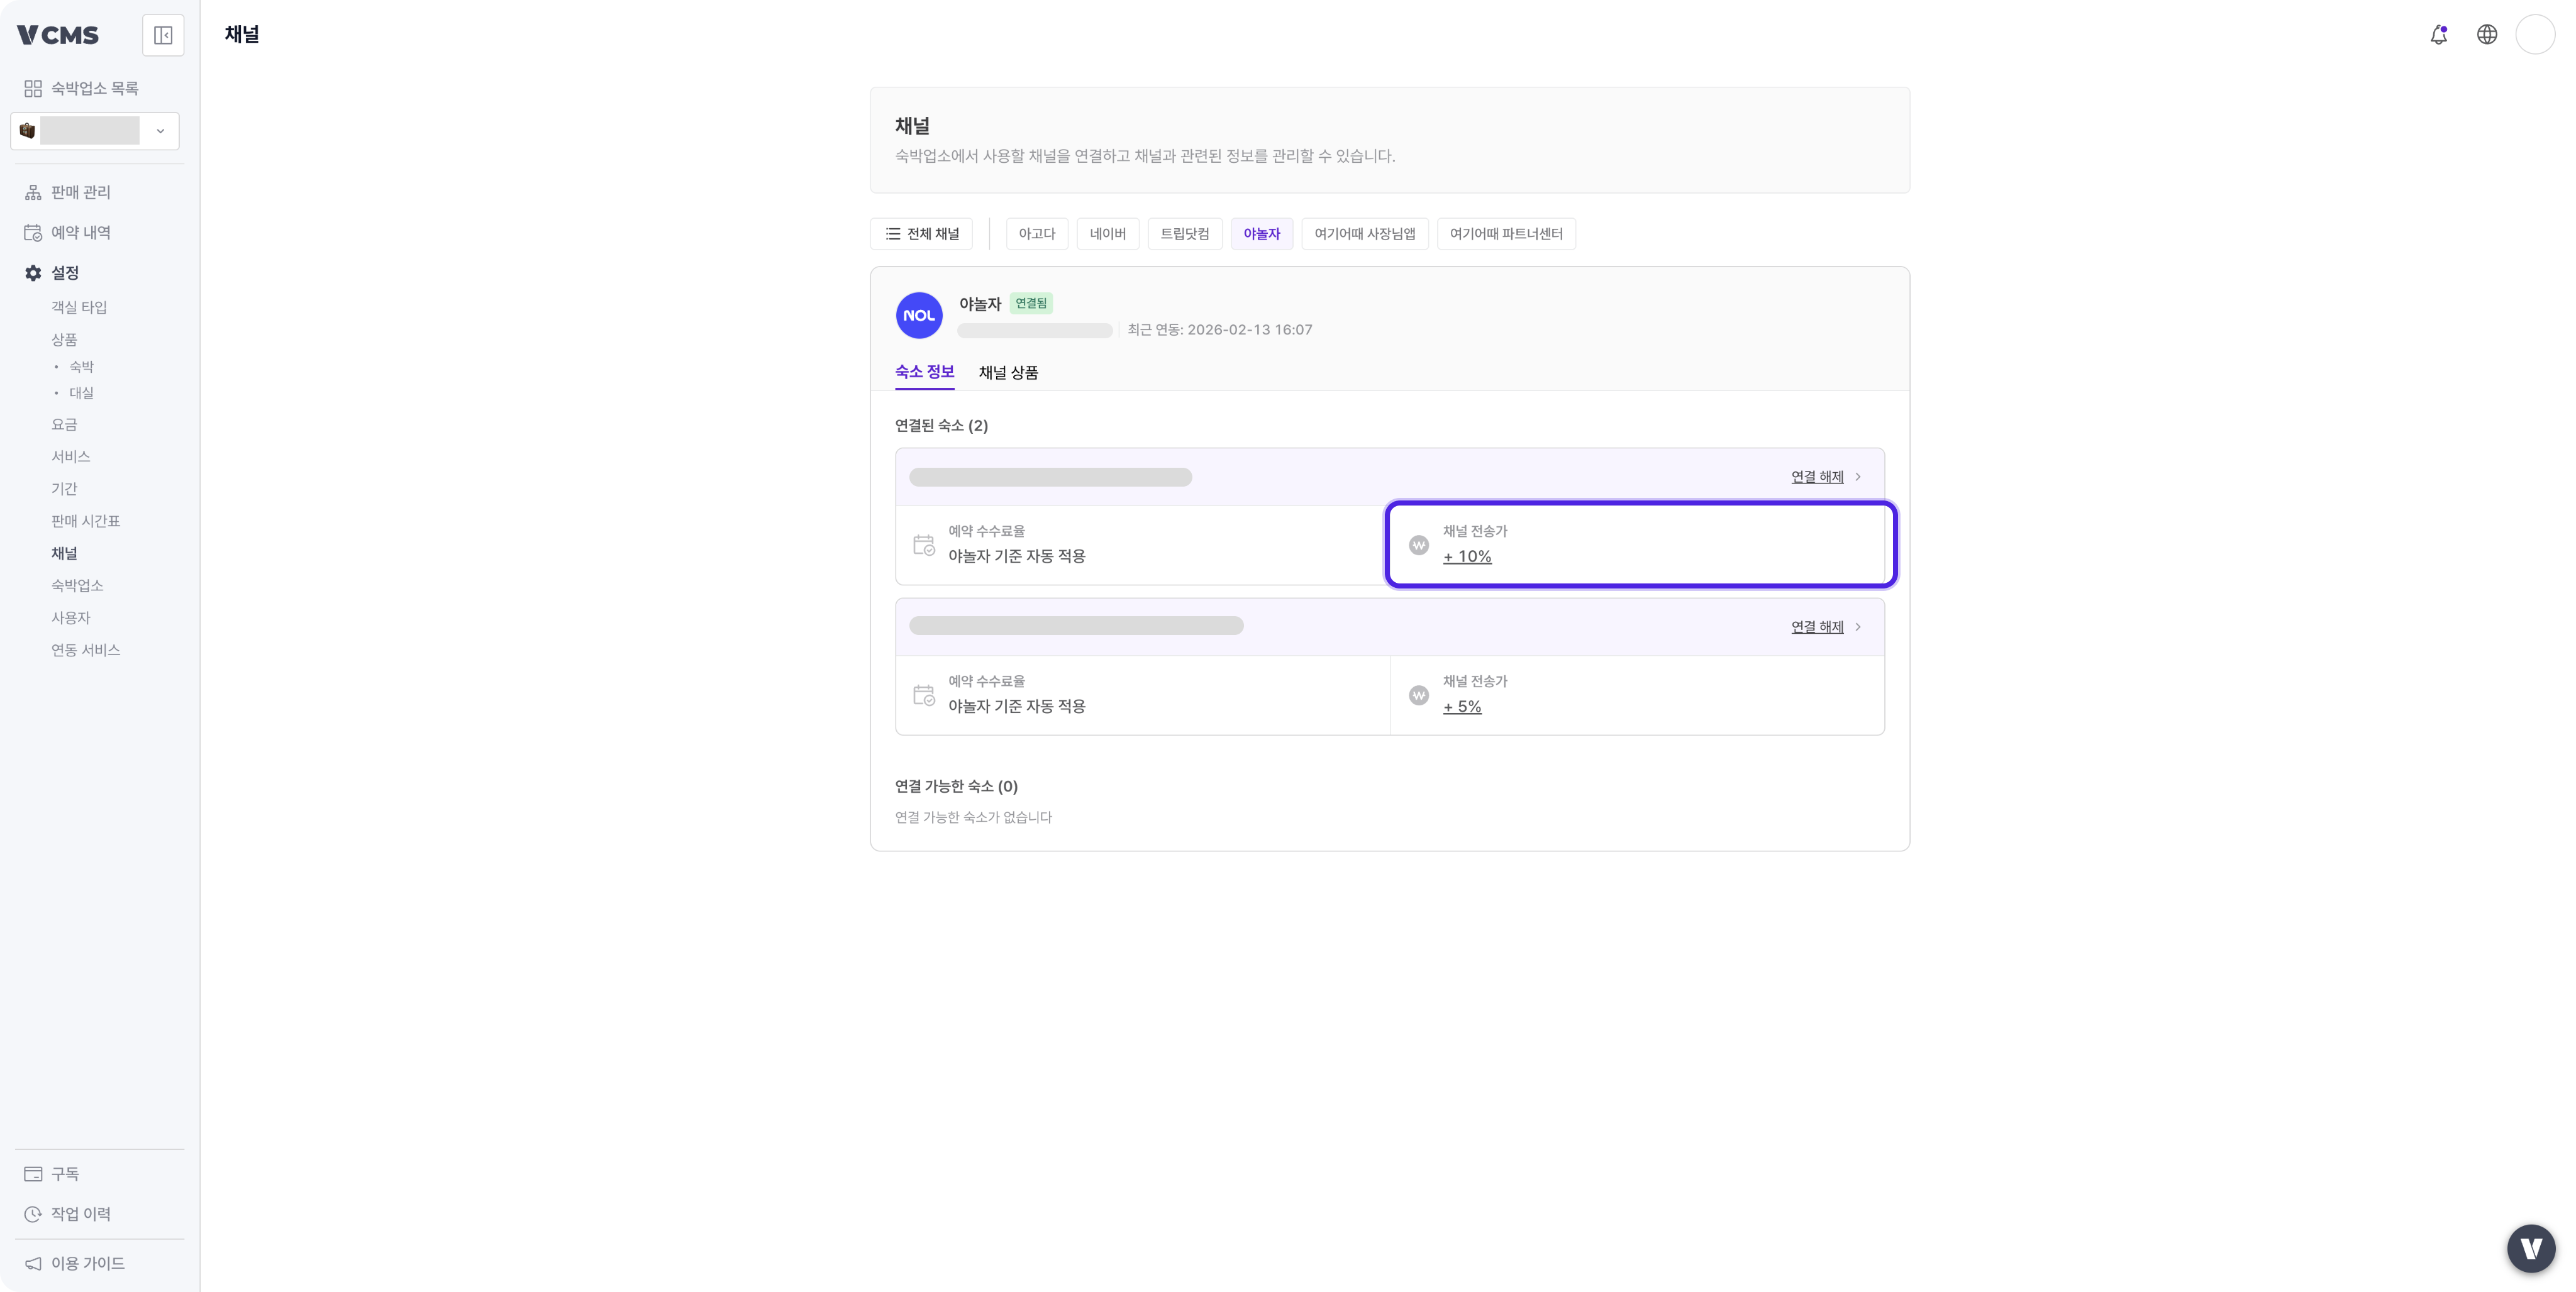 VCMS
채널
숙박업소 목록
판매 관리
예약 내역
설정
객실 타입
상품
• 숙박
• 대실
요금
서비스
기간
판매 시간표
채널
숙박업소
사용자
연동 서비스
구독
작업 이력
이용 가이드
채널
숙박업소에서 사용할 채널을 연결하고 채널과 관련된 정보를 관리할 수 있습니다.
전체 채널 아고다 네이버 트립닷컴 야놀자 여기어때 사장님앱 여기어때 파트너센터
NOL
야놀자 연결됨
최근 연동: 2026-02-13 16:07
숙소 정보 채널 상품
연결된 숙소 (2)
연결 해제
예약 수수료율
야놀자 기준 자동 적용
채널 전송가
+ 10%
연결 해제
예약 수수료율
야놀자 기준 자동 적용
채널 전송가
+ 5%
연결 가능한 숙소 (0)
연결 가능한 숙소가 없습니다